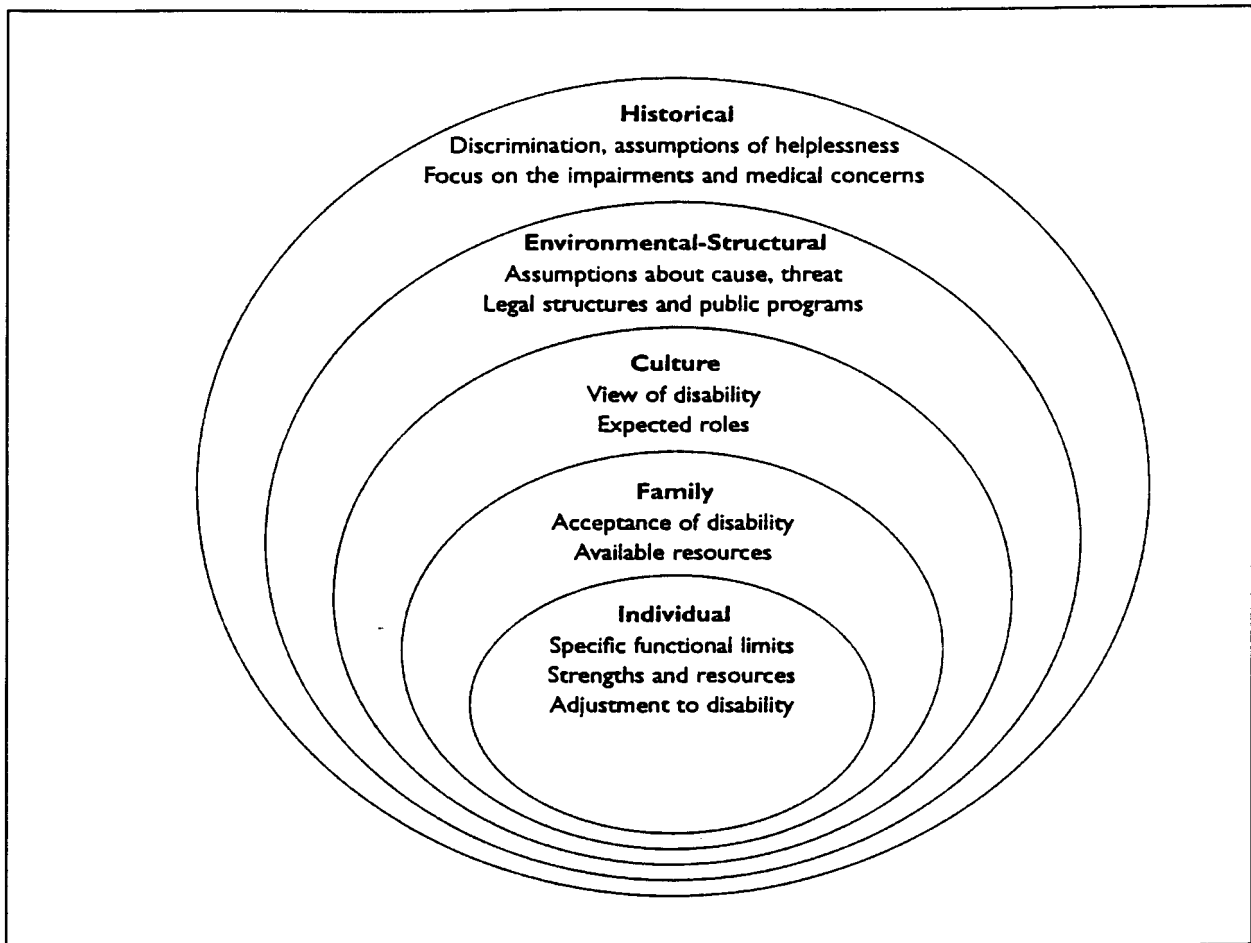 Historical
Discrimination, assumptions of helplessness
Focus on the impairments and medical concerns
Environmental-Structural
Assumptions about cause, threat
Legal structures and public programs
Culture
View of disability
Expected roles
Family
Acceptance of disability
Available resources
Individual
Specific functional limits
Strengths and resources
Adjustment to disability